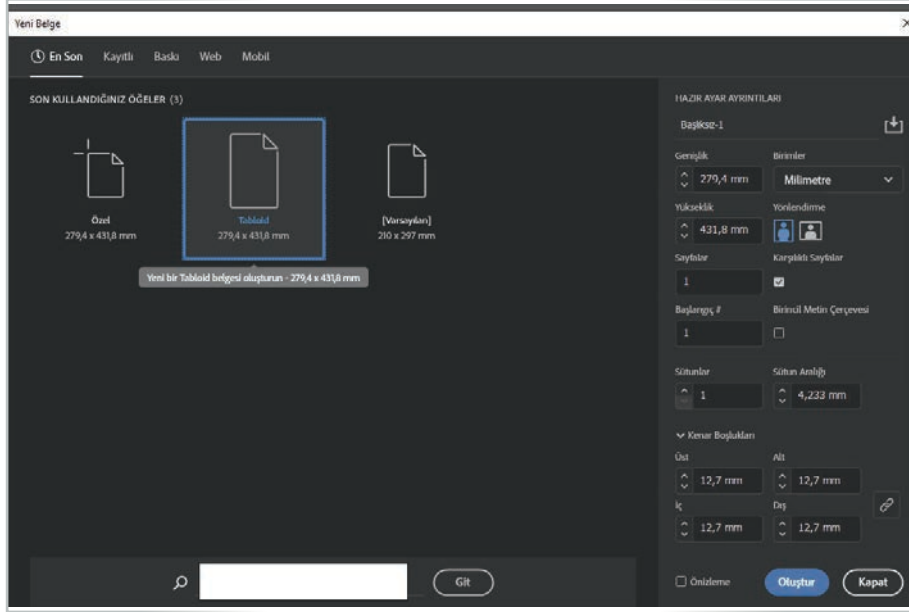 Yeni Belge
En Son Kayıtlı Baskı Web Mobil
SON KULLANDIĞINIZ ÖĞELER (3)
Özel
279,4 x 431,8 mm
Tabloid
279,4 x 431,8 mm
[Varsayılan]
210 x 297 mm
Yeni bir Tabloid belgesi oluşturun - 279,4 x 431,8 mm
Git
HAZIR AYAR AYRINTILARI
Başlıksız-1
Genişlik Birimler
279,4 mm Milimetre
Yükseklik Yönlendirme
431,8 mm
Sayfalar Karşılıklı Sayfalar
1
Başlangıç # Birincil Metin Çerçevesi
1
Sütunlar Sütun Aralığı
1 4,233 mm
Kenar Boşlukları
Üst Alt
12,7 mm 12,7 mm
İç Dış
12,7 mm 12,7 mm
Önizleme Oluştur Kapat